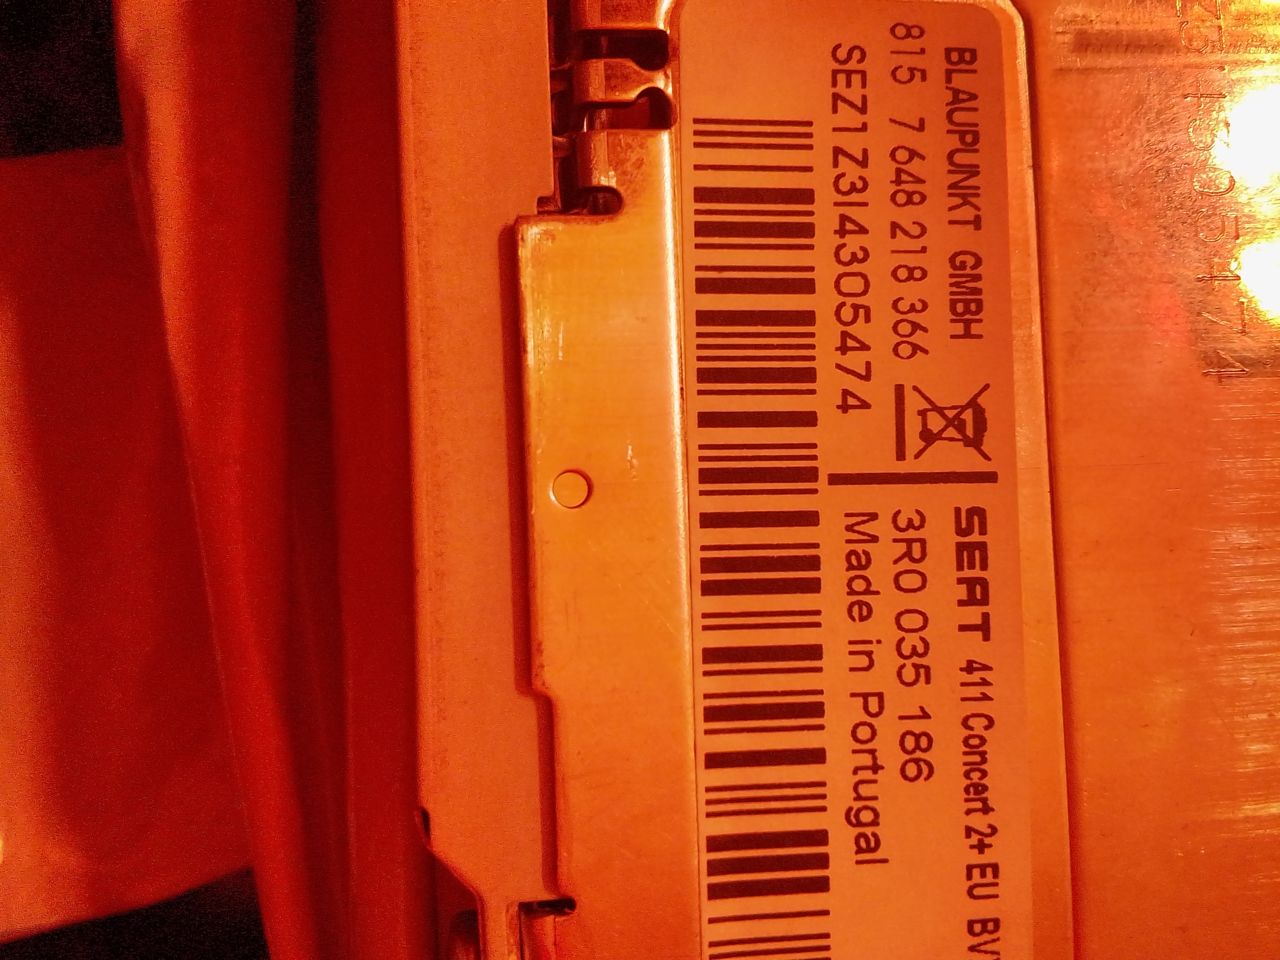 BLAUPUNKT GMBH
815 7 648 218 366
SEZ1Z3I4305474
SEAT 411 Concert 2+ EU BV
3R0 035 186
Made in Portugal